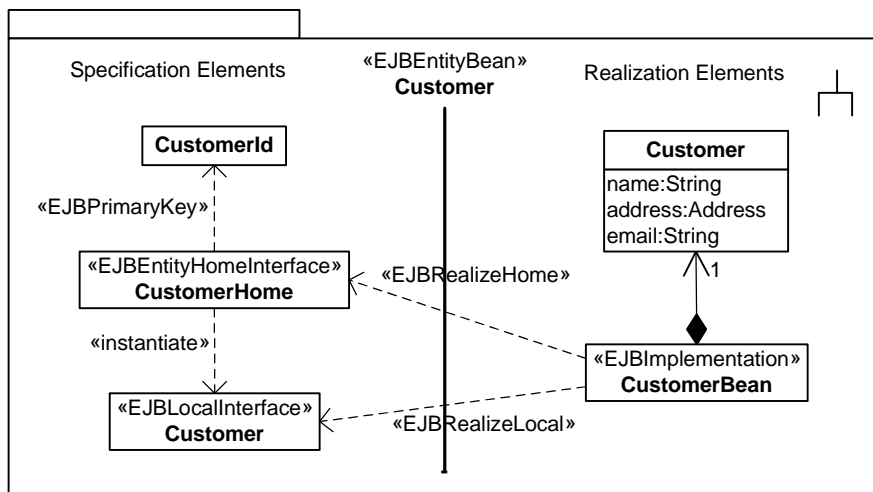 «EJBEntityBean»
Customer
Specification Elements
Realization Elements
CustomerId
«EJBPrimaryKey»
«EJBEntityHomeInterface»
CustomerHome
«instantiate»
«EJBLocalInterface»
Customer
«EJBRealizeHome»
«EJBRealizeLocal»
Customer
name:String
address:Address
email:String
1
«EJBImplementation»
CustomerBean